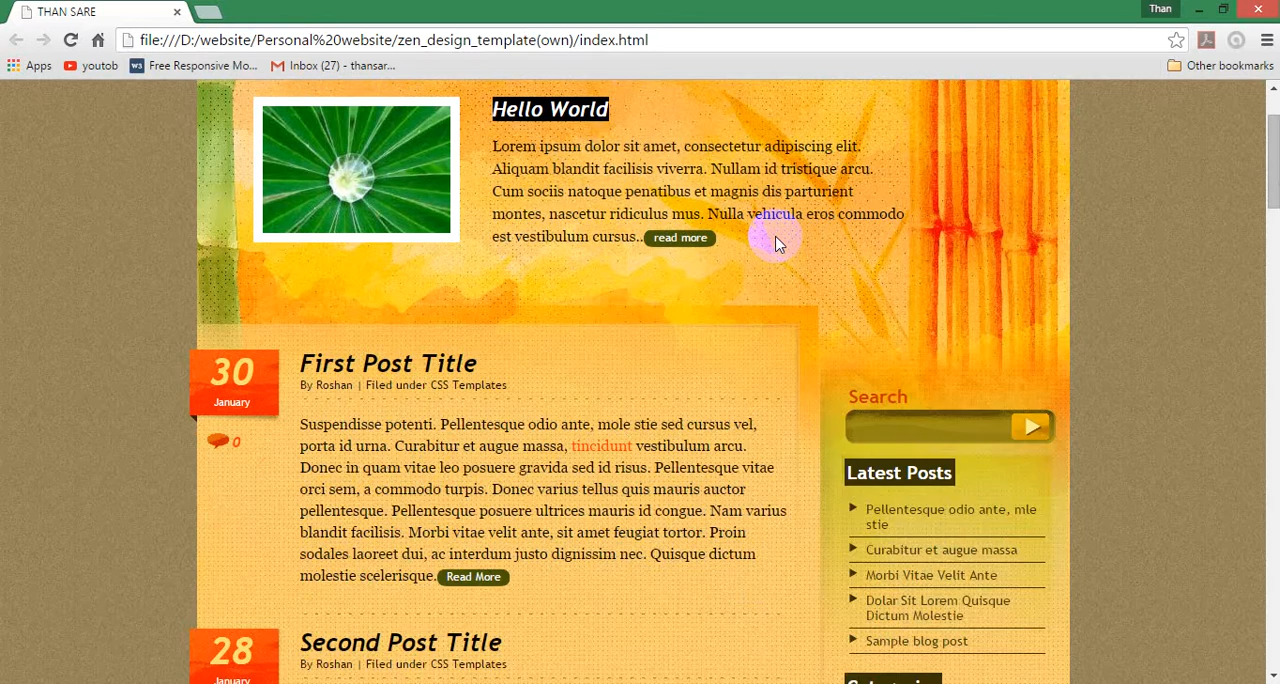 THAN SARE
Than
file:///D:/website/Personal%20website/zen_design_template(own)/index.html
Apps youtob Free Responsive Mo... Inbox (27) - thansar... Other bookmarks
Hello World
Lorem ipsum dolor sit amet, consectetur adipiscing elit.
Aliquam blandit facilisis viverra. Nullam id tristique arcu.
Cum sociis natoque penatibus et magnis dis parturient
montes, nascetur ridiculus mus. Nulla vehicula eros commodo
est vestibulum cursus.. read more
30
January
0
First Post Title
By Roshan | Filed under CSS Templates
Suspendisse potenti. Pellentesque odio ante, mole stie sed cursus vel,
porta id urna. Curabitur et augue massa, tincidunt vestibulum arcu.
Donec in quam vitae leo posuere gravida sed id risus. Pellentesque vitae
orci sem, a commodo turpis. Donec varius tellus quis mauris auctor
pellentesque. Pellentesque posuere ultrices mauris id congue. Nam varius
blandit facilisis. Morbi vitae velit ante, sit amet feugiat tortor. Proin
sodales laoreet dui, ac interdum justo dignissim nec. Quisque dictum
molestie scelerisque. Read More
28
January
Second Post Title
By Roshan | Filed under CSS Templates
Search
Latest Posts
Pellentesque odio ante, mle
stie
Curabitur et augue massa
Morbi Vitae Velit Ante
Dolar Sit Lorem Quisque
Dictum Molestie
Sample blog post